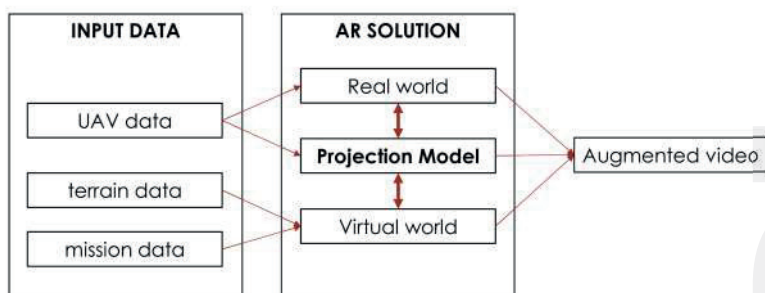 INPUT DATA
UAV data
terrain data
mission data
AR SOLUTION
Real world
Projection Model
Virtual world
Augmented video